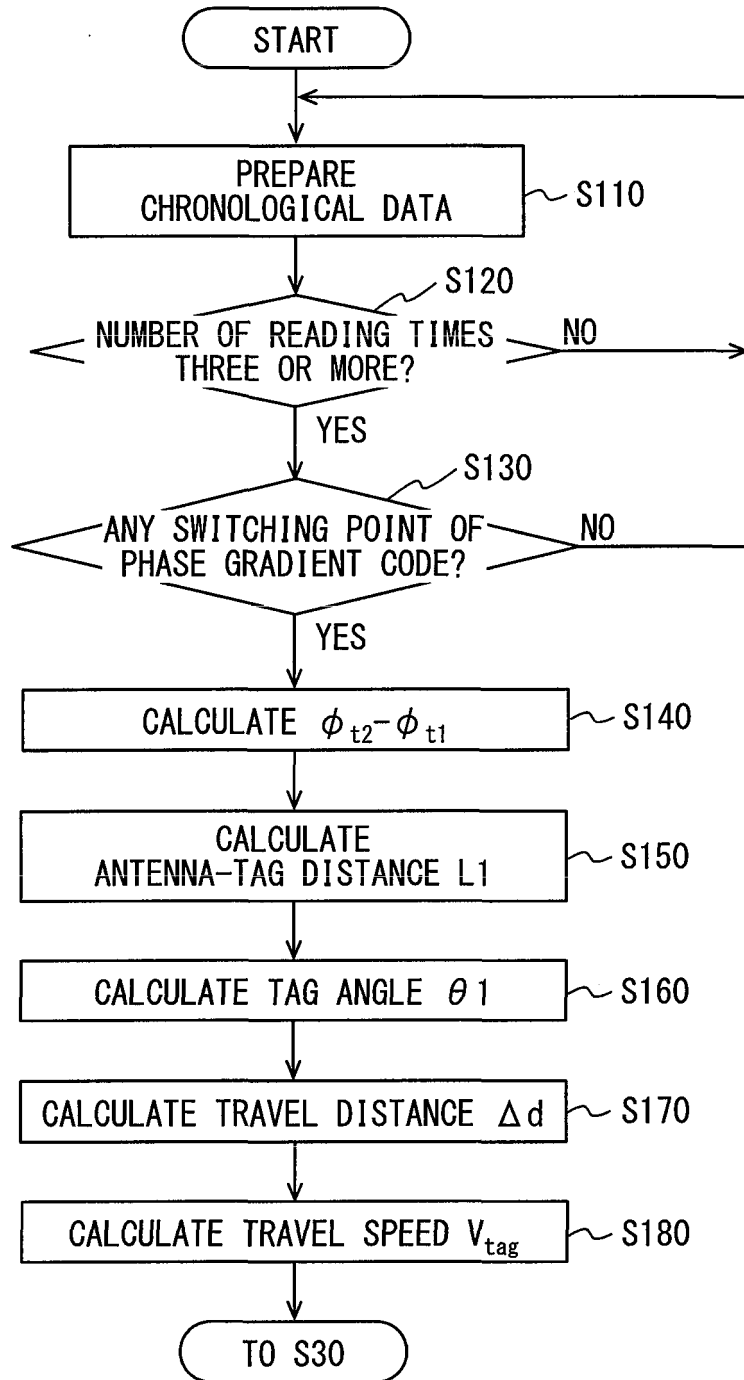 START
PREPARE
CHRONOLOGICAL DATA
S110
S120
NUMBER OF READING TIMES
THREE OR MORE?
NO
YES
S130
ANY SWITCHING POINT OF
PHASE GRADIENT CODE?
NO
YES
CALCULATE ϕt2−ϕt1
S140
CALCULATE
ANTENNA-TAG DISTANCE L1
S150
CALCULATE TAG ANGLE θ1
S160
CALCULATE TRAVEL DISTANCE Δd
S170
CALCULATE TRAVEL SPEED Vtag
S180
TO S30